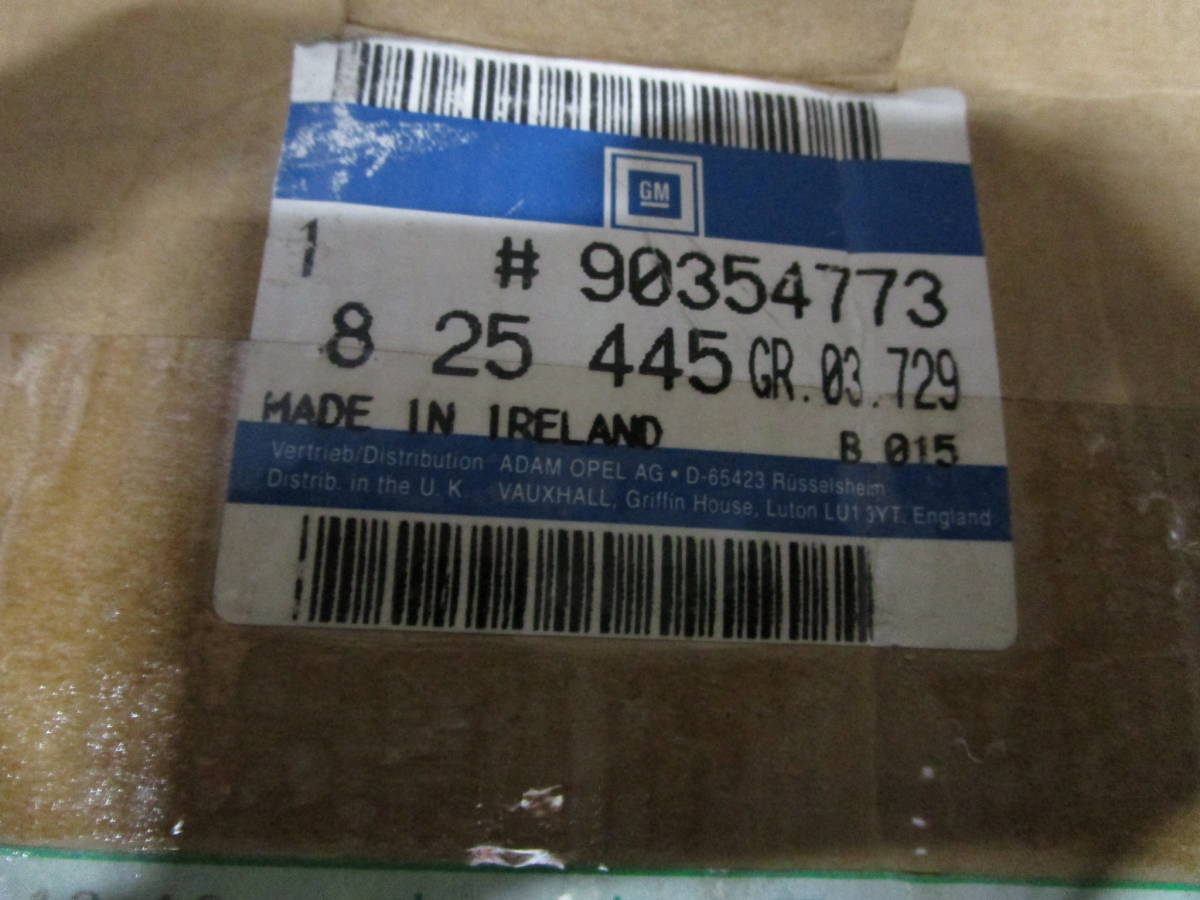 GM
1 # 90354773
8 25 445 GR. 03.729
MADE IN IRELAND B 015
Vertrieb/Distribution ADAM OPEL AG • D-65423 Rüsselsheim
Distrib. in the U. K VAUXHALL, Griffin House, Luton LU1 3YT. England